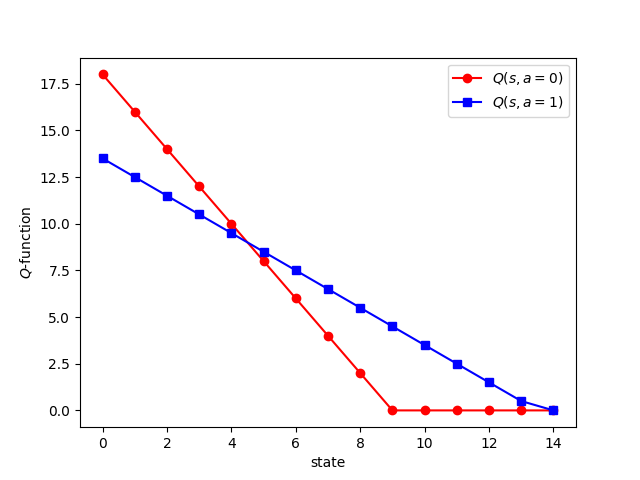 Q(s, a = 0)
Q(s, a = 1)
17.5
15.0
12.5
10.0
7.5
5.0
2.5
0.0
Q-function
0 2 4 6 8 10 12 14
state